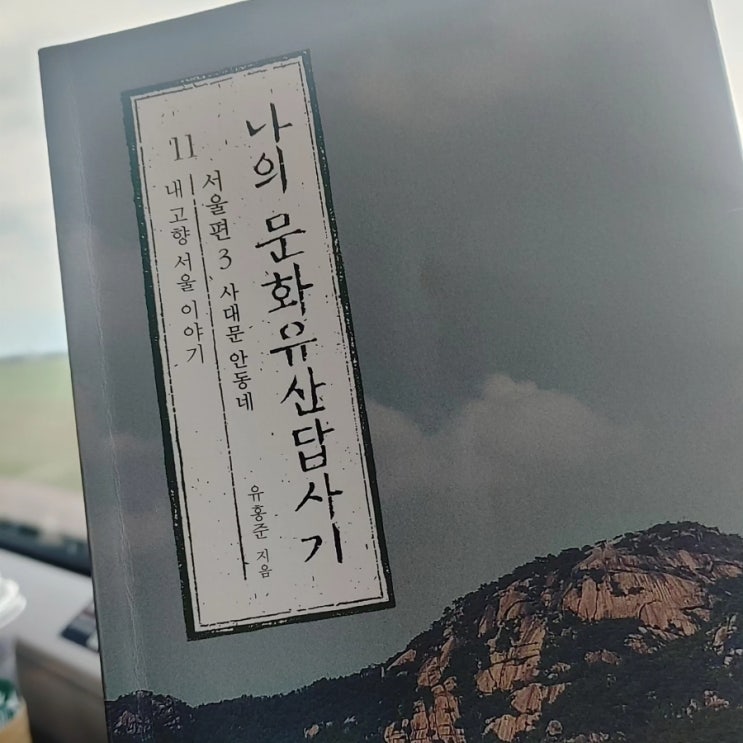 나의 문화유산답사기
11
서울편 3 사대문 안동네
내 고향 서울 이야기
유홍준 지음